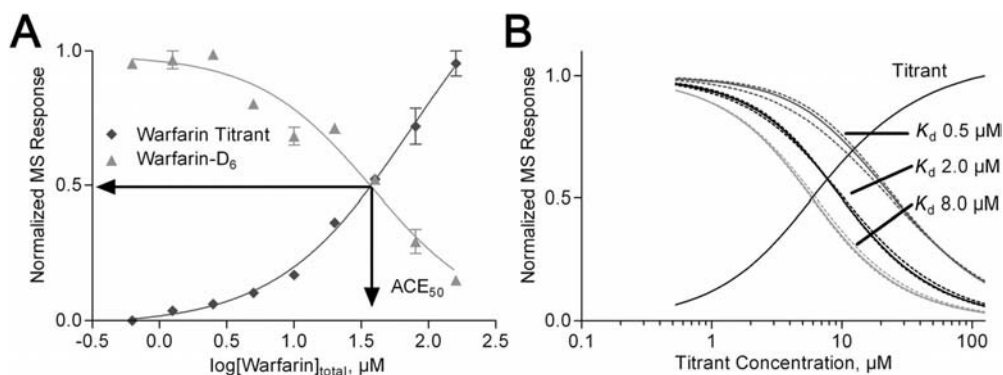 A
Normalized MS Response
1.0
0.5
0.0
Warfarin Titrant
Warfarin-D₆
ACE₅₀
-0.5 0.0 0.5 1.0 1.5 2.0 2.5
log[Warfarin]ₜₒₜₐₗ, µM
B
Normalized MS Response
1.0
0.5
0.0
Titrant
K_d 0.5 µM
K_d 2.0 µM
K_d 8.0 µM
0.1 1 10 100
Titrant Concentration, µM